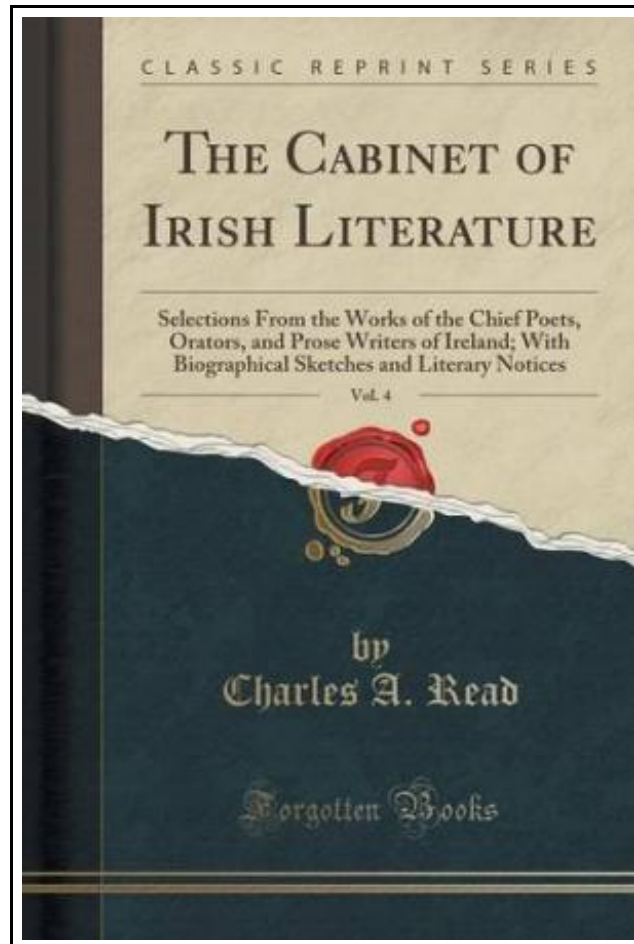 CLASSIC REPRINT SERIES
THE CABINET OF
IRISH LITERATURE
Selections From the Works of the Chief Poets,
Orators, and Prose Writers of Ireland; With
Biographical Sketches and Literary Notices
Vol. 4
by
Charles A. Read
Forgotten Books